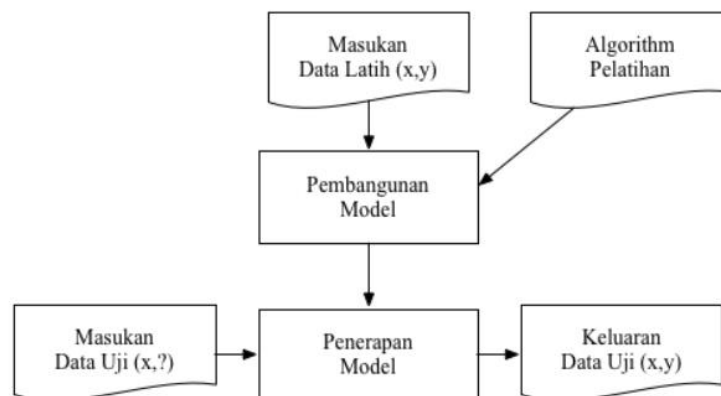 Masukan
Data Latih (x,y)
Algorithm
Pelatihan
Pembangunan
Model
Masukan
Data Uji (x,?)
Penerapan
Model
Keluaran
Data Uji (x,y)